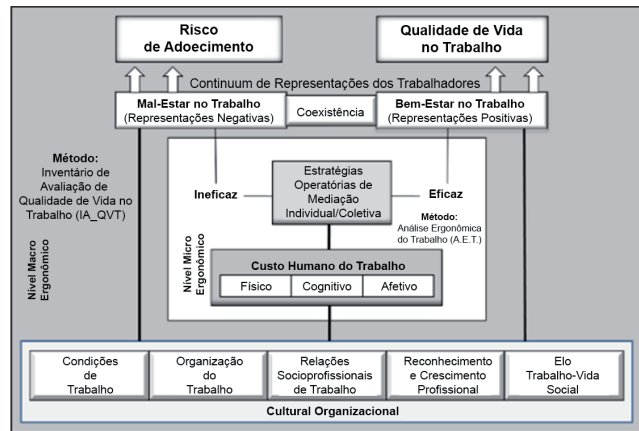 Risco
de Adoecimento
Qualidade de Vida
no Trabalho
Continuum de Representações dos Trabalhadores
Mal-Estar no Trabalho
(Representações Negativas)
Coexistência
Bem-Estar no Trabalho
(Representações Positivas)
Método:
Inventário de
Avaliação de
Qualidade de Vida no
Trabalho (IA_QVT)
Ineficaz
Estratégias
Operatórias de
Mediação
Individual/Coletiva
Eficaz
Método:
Análise Ergonômica
do Trabalho (A.E.T.)
Nível Macro
Ergonômico
Nível Micro
Ergonômico
Custo Humano do Trabalho
Físico
Cognitivo
Afetivo
Condições
de
Trabalho
Organização
do
Trabalho
Relações
Socioprofissionais
de Trabalho
Reconhecimento
e Crescimento
Profissional
Elo
Trabalho-Vida
Social
Cultural Organizacional